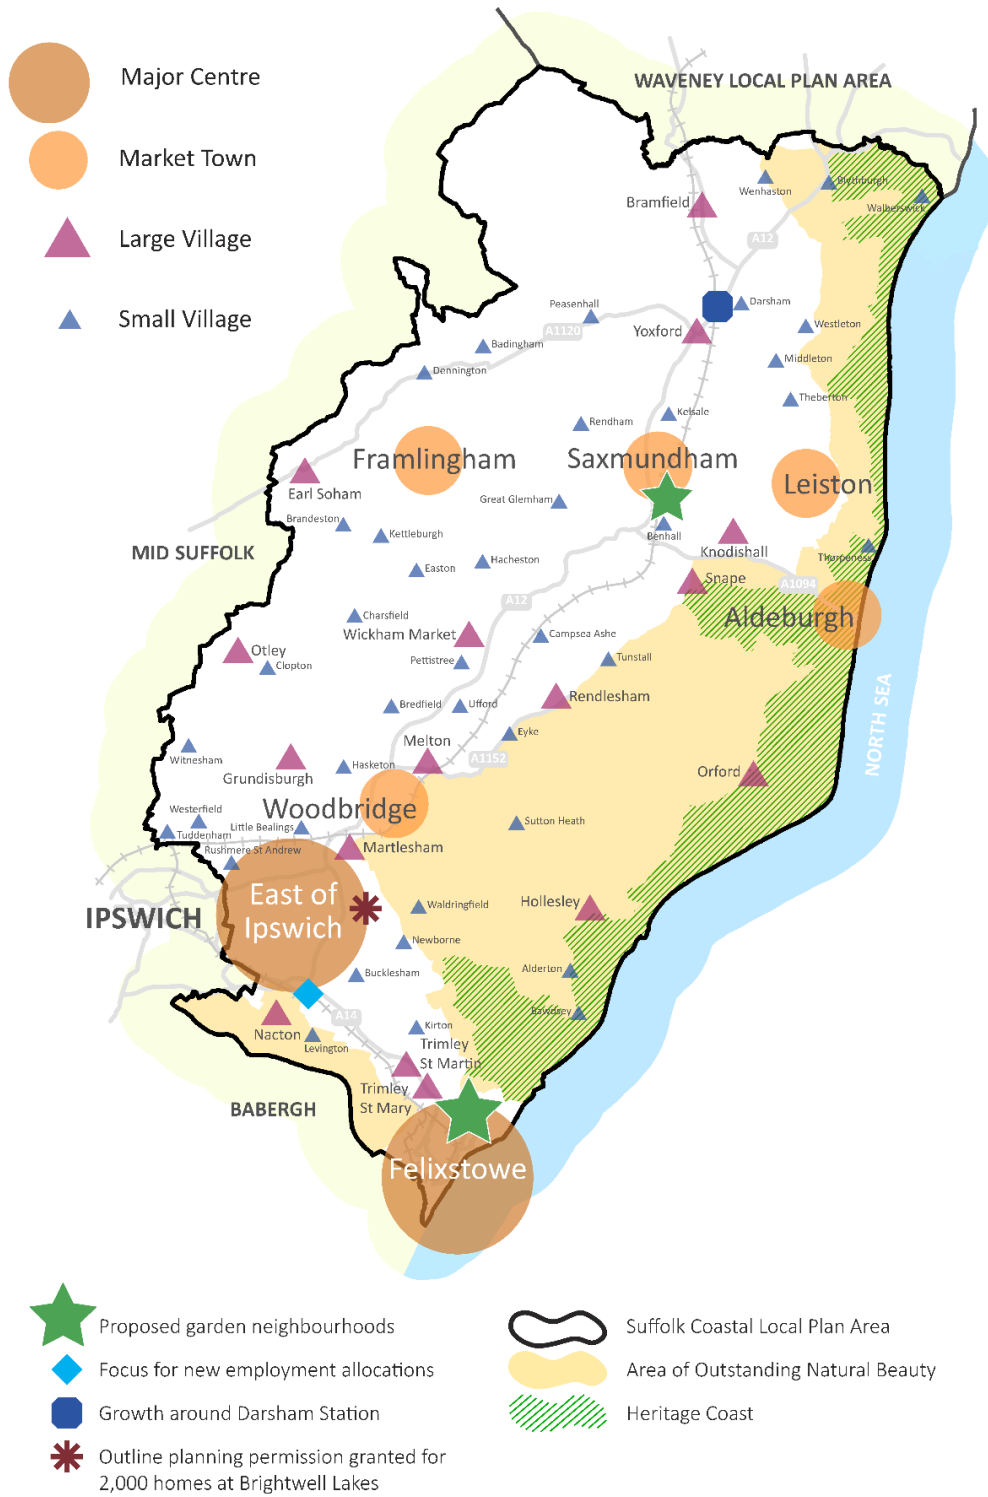 Major Centre
Market Town
Large Village
Small Village
WAVENEY LOCAL PLAN AREA
Wenhaston
Blythburgh
Walberswick
Bramfield
A12
Darsham
Peasenhall
Westleton
A1120
Yoxford
Badingham
Middleton
Dennington
Theberton
Kelsale
Rendham
Framlingham
Saxmundham
Leiston
Earl Soham
Great Glemham
Brandeston
Kettleburgh
Benhall
Knodishall
MID SUFFOLK
Thorpeness
Hacheston
Easton
Snape
A1094
A12
Charsfield
Aldeburgh
Wickham Market
Campsea Ashe
Otley
Clopton
Pettistree
Tunstall
Rendlesham
Bredfield
Ufford
NORTH SEA
Eyke
Melton
Witnesham
A1152
Hasketon
Grundisburgh
Orford
Woodbridge
Westerfield
Little Bealings
Sutton Heath
Tuddenham
Martlesham
Rushmere St Andrew
East of
Ipswich
IPSWICH
Waldringfield
Hollesley
Newborne
Bucklesham
Alderton
Bawdsey
A14
Nacton
Kirton
Levington
Trimley
St Martin
Trimley
St Mary
BABERGH
Felixstowe
Proposed garden neighbourhoods
Focus for new employment allocations
Growth around Darsham Station
Outline planning permission granted for
2,000 homes at Brightwell Lakes
Suffolk Coastal Local Plan Area
Area of Outstanding Natural Beauty
Heritage Coast